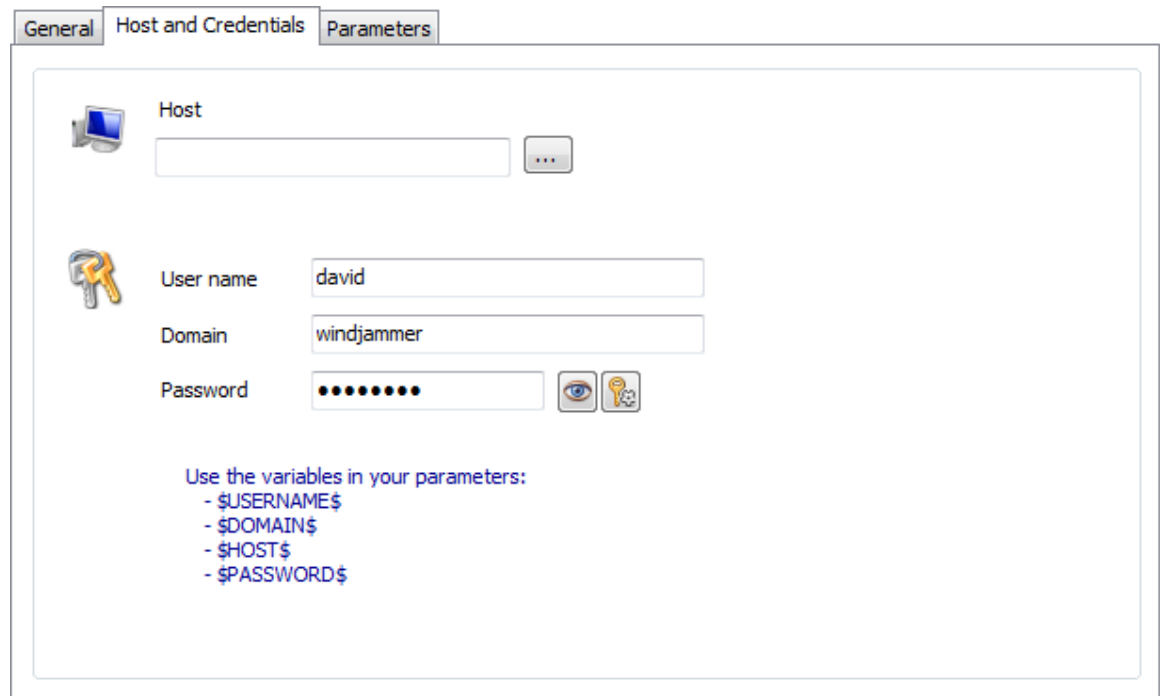 General Host and Credentials Parameters
Host
...
User name david
Domain windjammer
Password ●●●●●●●●
Use the variables in your parameters:
- $USERNAME$
- $DOMAIN$
- $HOST$
- $PASSWORD$